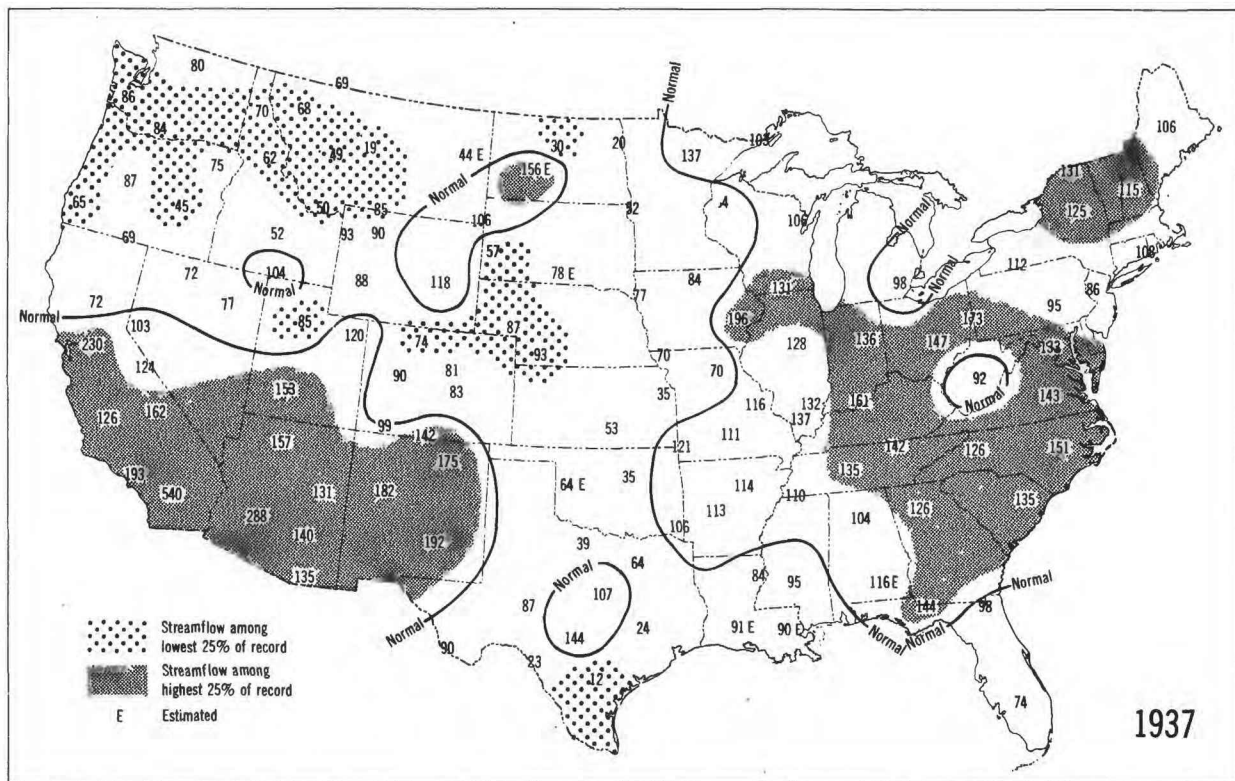 80 69 Normal
86 70 68 106
84 49 19 30 20 137 103
75 62 44 E 156 E 131
87 Normal 115
65 45 50 85 106 82 4 106 Normal 125
69 52 93 90
104 57 78 E 84 98 112 108
72 Normal 88 118 77 131 86
72 77 95
Normal 85 87 196 173
103 120 74 136 147 133
230 128
124 93 70 92
153 90 81 70 Normal
126 162 83 35 116 132 161 143
99 137
157 142 53 111 142 126 151
193 175 121 135
540 131 182 64 E 35 114 110 126 135
288 113 104
140 192 106
39
135 Normal 64 84 95 116 E Normal
87 107 144 98
Normal 144 24 91 E 90 E Normal Normal
90 23
12 74
Streamflow among
lowest 25% of record
Streamflow among
highest 25% of record
E Estimated
1937